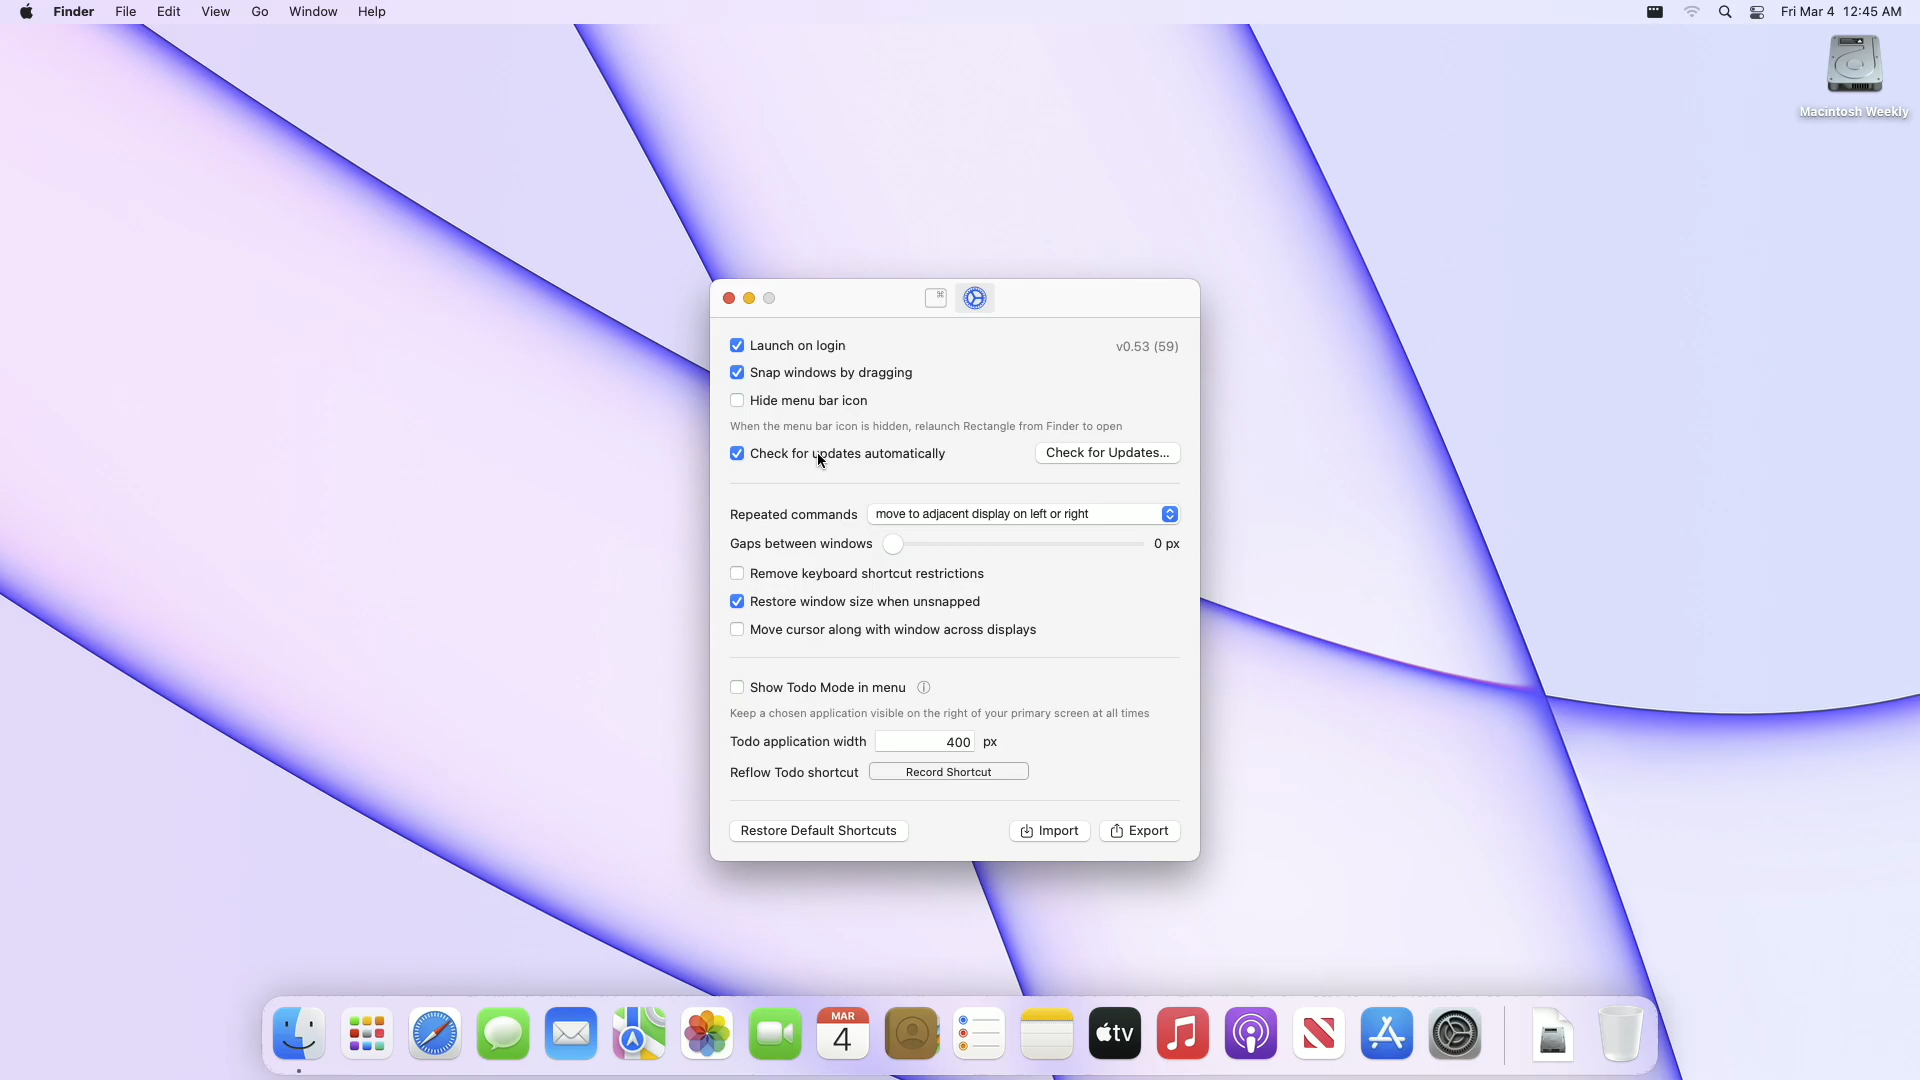 Finder File Edit View Go Window Help Fri Mar 4 12:45 AM
Macintosh Weekly
Launch on login v0.53 (59)
Snap windows by dragging
Hide menu bar icon
When the menu bar icon is hidden, relaunch Rectangle from Finder to open
Check for updates automatically Check for Updates...
Repeated commands move to adjacent display on left or right
Gaps between windows 0 px
Remove keyboard shortcut restrictions
Restore window size when unsnapped
Move cursor along with window across displays
Show Todo Mode in menu
Keep a chosen application visible on the right of your primary screen at all times
Todo application width 400 px
Reflow Todo shortcut Record Shortcut
Restore Default Shortcuts Import Export
MAR
4
tv